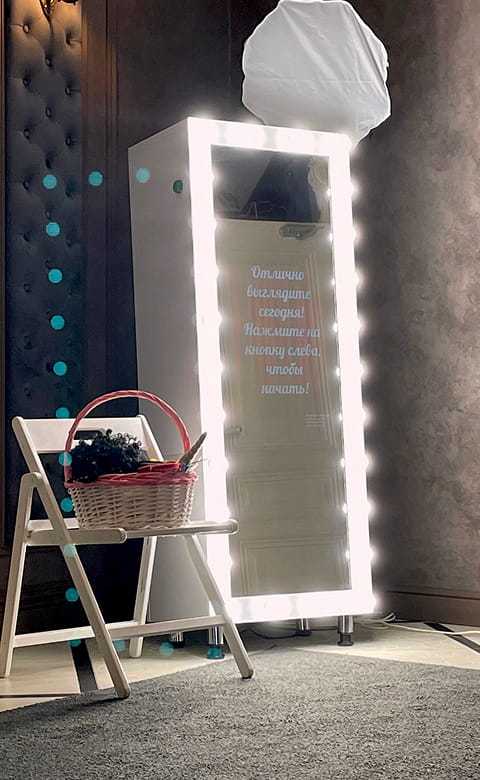 Отлично
выглядите
сегодня!
Нажмите на
кнопку слева,
чтобы
начать!